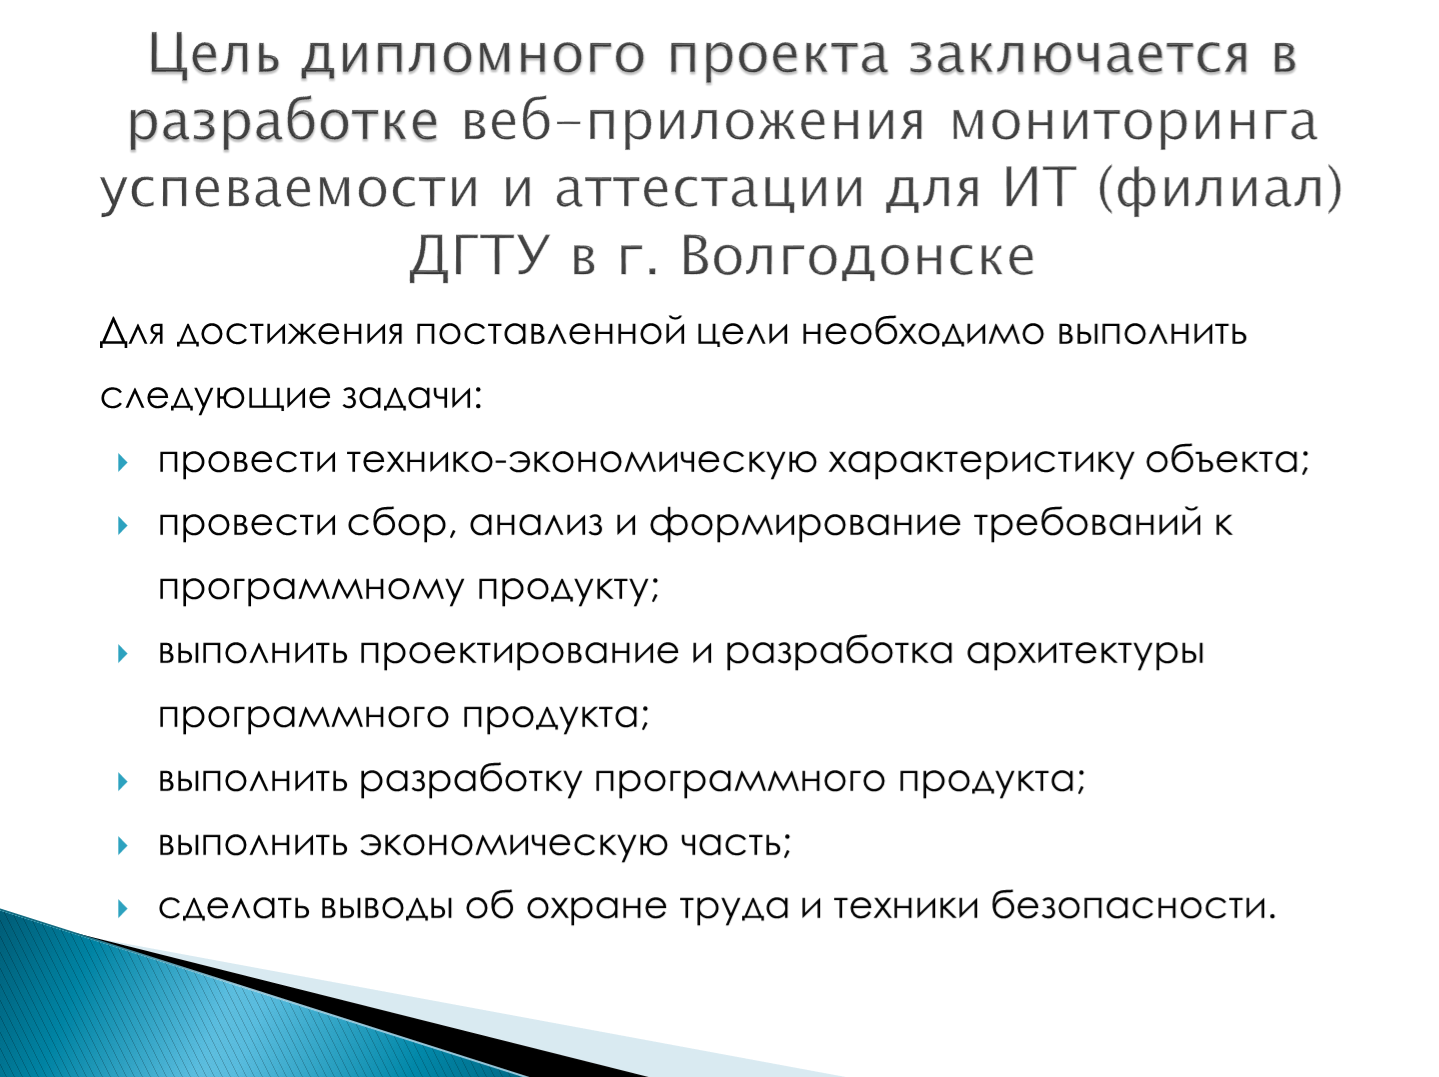 Цель дипломного проекта заключается в
разработке веб-приложения мониторинга
успеваемости и аттестации для ИТ (филиал)
ДГТУ в г. Волгодонске
Для достижения поставленной цели необходимо выполнить
следующие задачи:
провести технико-экономическую характеристику объекта;
провести сбор, анализ и формирование требований к
программному продукту;
выполнить проектирование и разработка архитектуры
программного продукта;
выполнить разработку программного продукта;
выполнить экономическую часть;
сделать выводы об охране труда и техники безопасности.